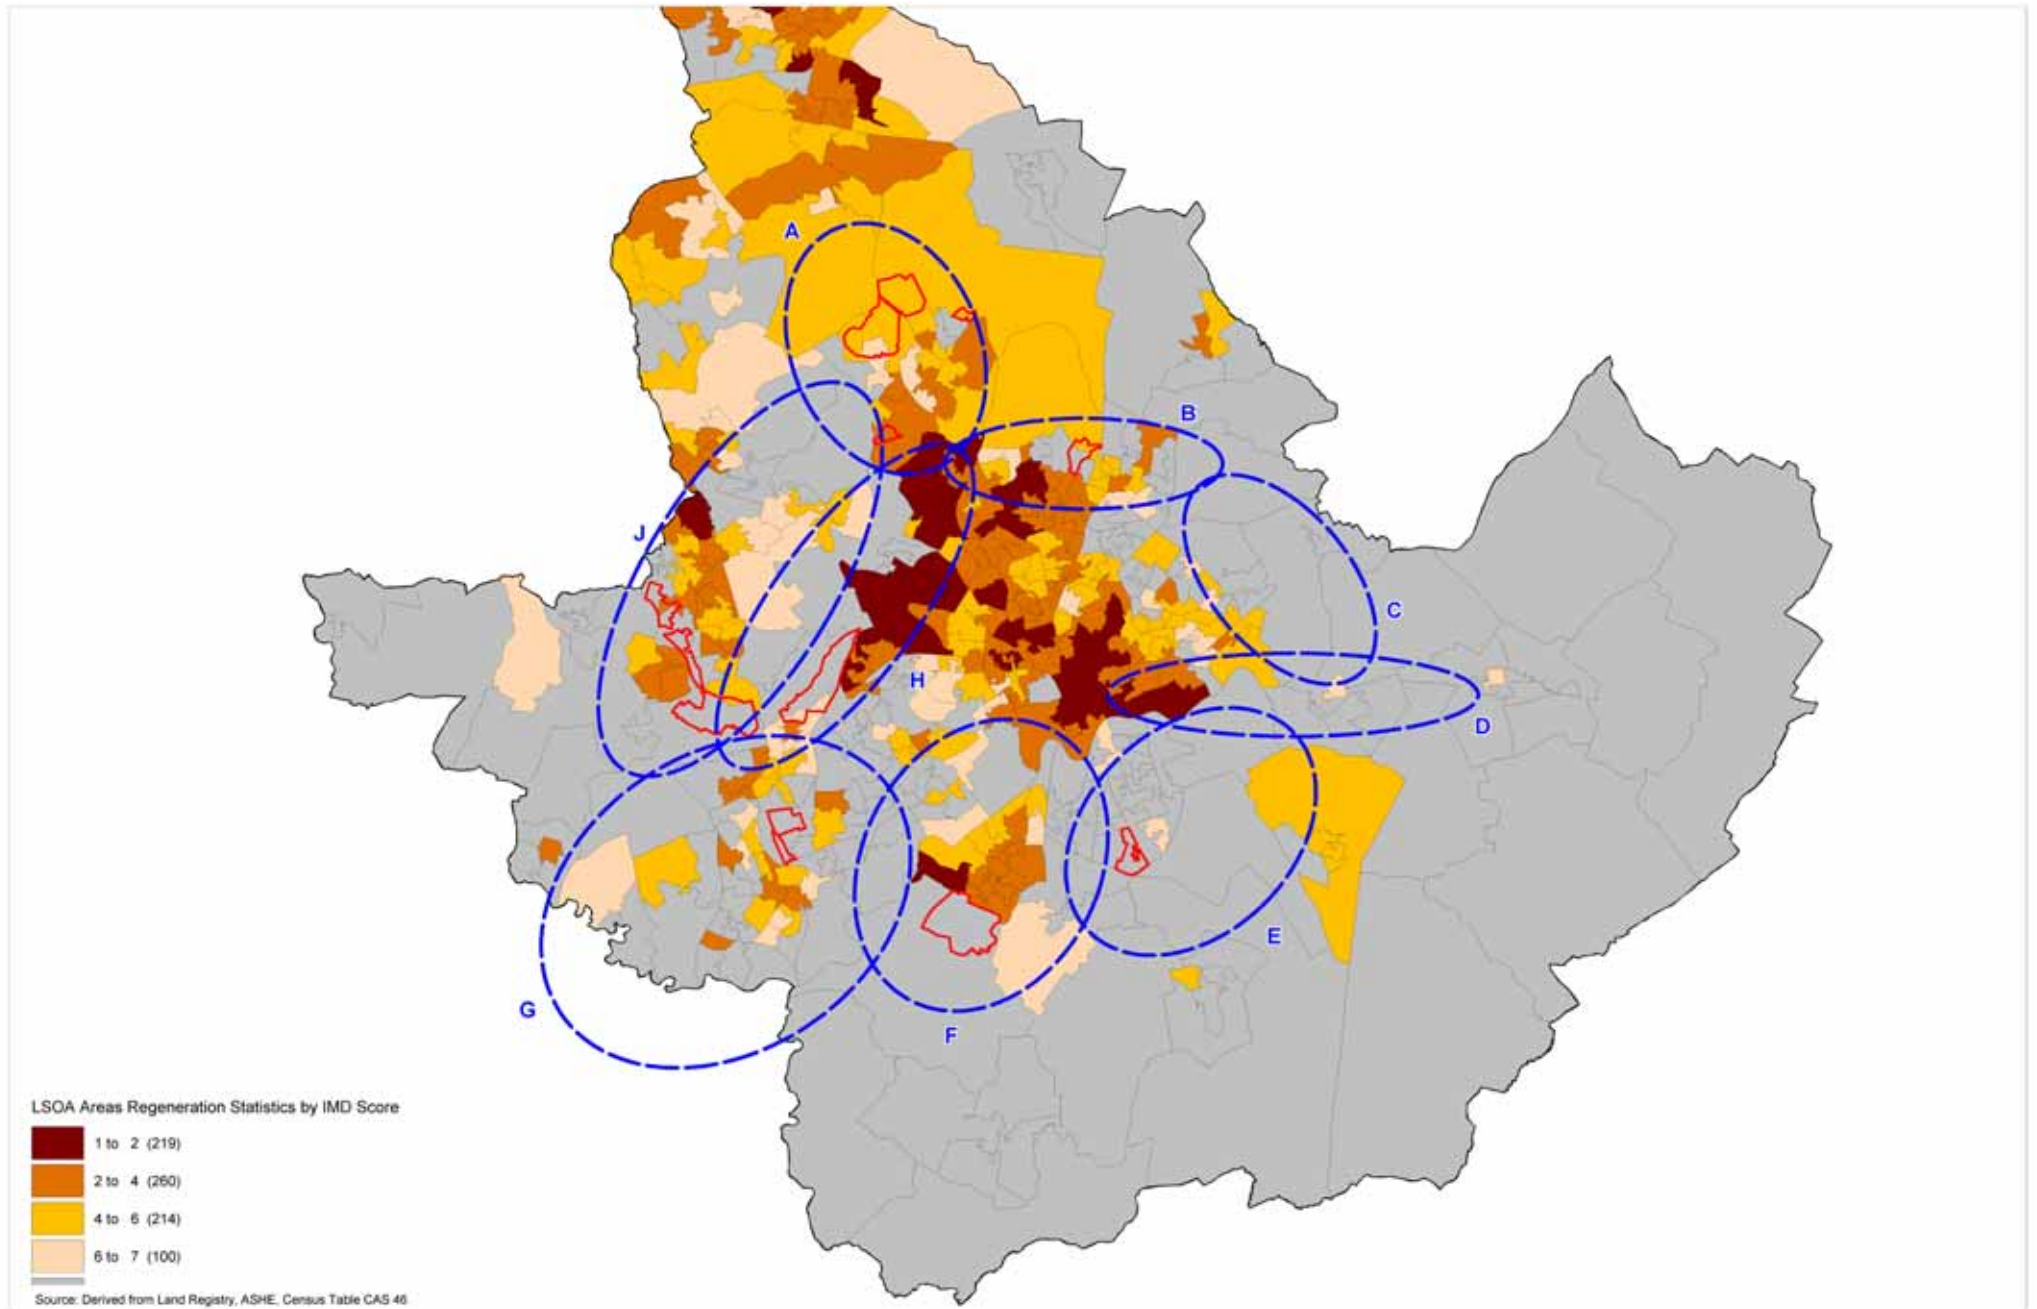 A
B
J
C
H
D
E
G
F
LSOA Areas Regeneration Statistics by IMD Score
1 to 2 (219)
2 to 4 (260)
4 to 6 (214)
6 to 7 (100)
Source: Derived from Land Registry, ASHE, Census Table CAS 46